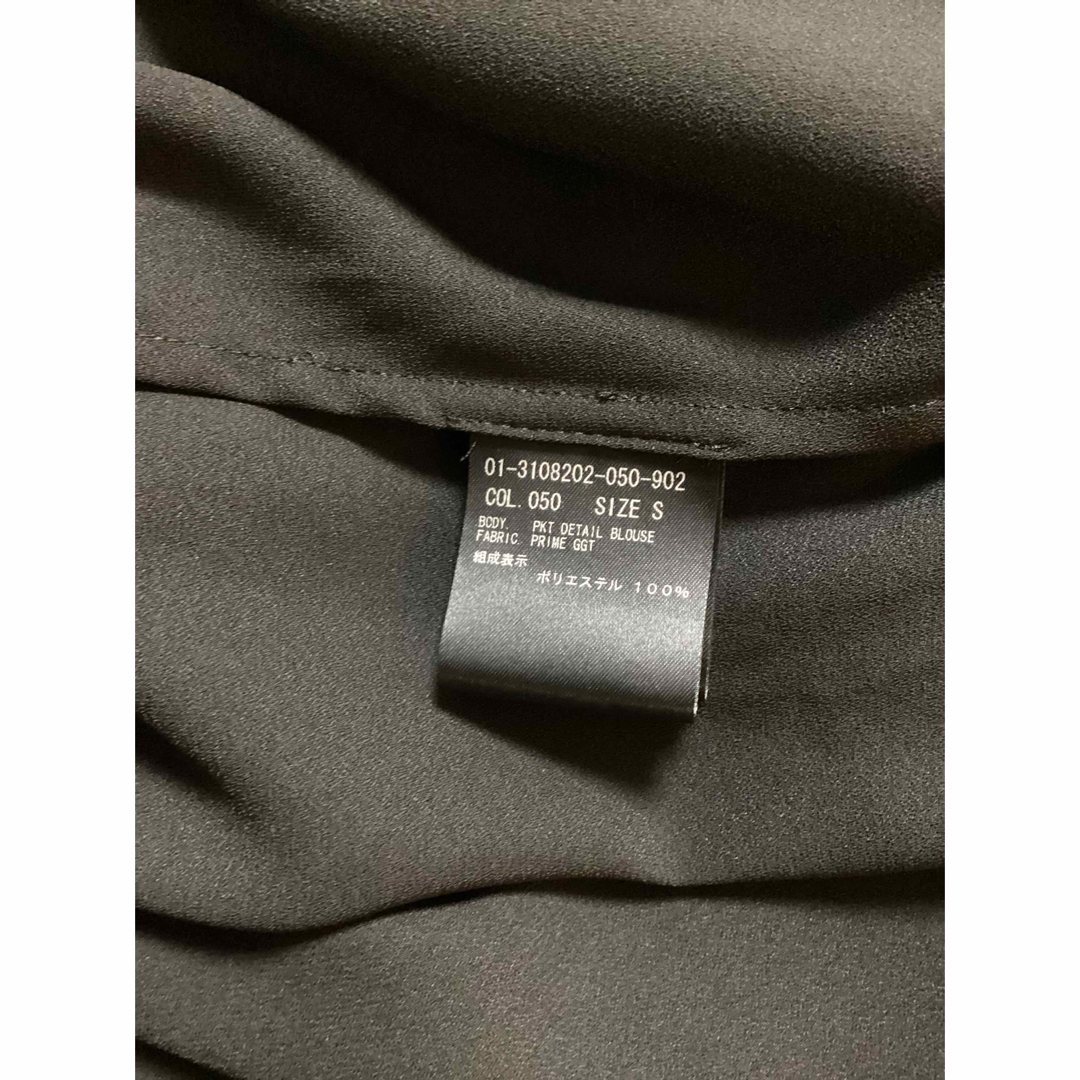 01-3108202-050-902
COL.050 SIZE S
BCDY. PKT DETAIL BLOUSE
FABRIC. PRIME GGT
組成表示
ポリエステル 100%